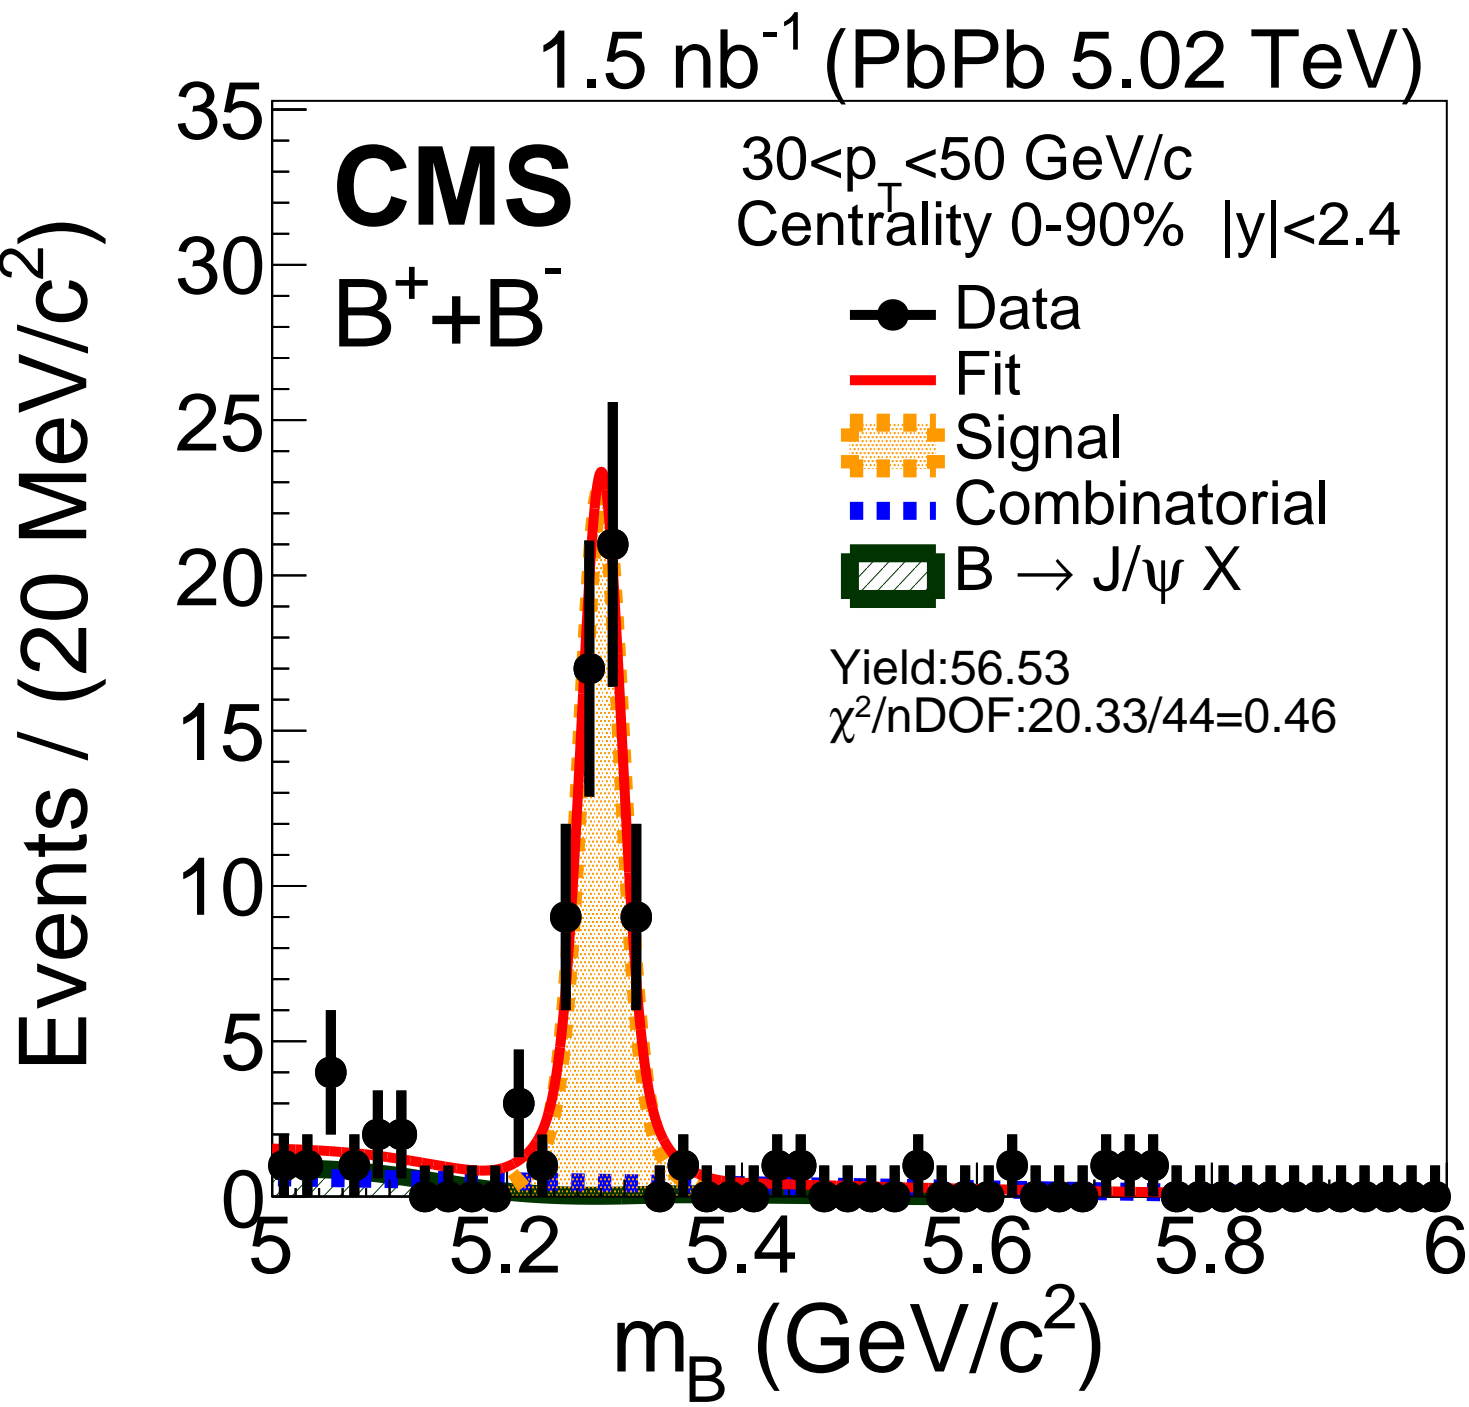 1.5 nb⁻¹ (PbPb 5.02 TeV)
CMS
B⁺+B⁻
30<p_T<50 GeV/c
Centrality 0-90% |y|<2.4
Data
Fit
Signal
Combinatorial
B → J/ψ X
Yield:56.53
χ²/nDOF:20.33/44=0.46
Events / (20 MeV/c²)
35
30
25
20
15
10
5
0
5 5.2 5.4 5.6 5.8 6
m_B (GeV/c²)